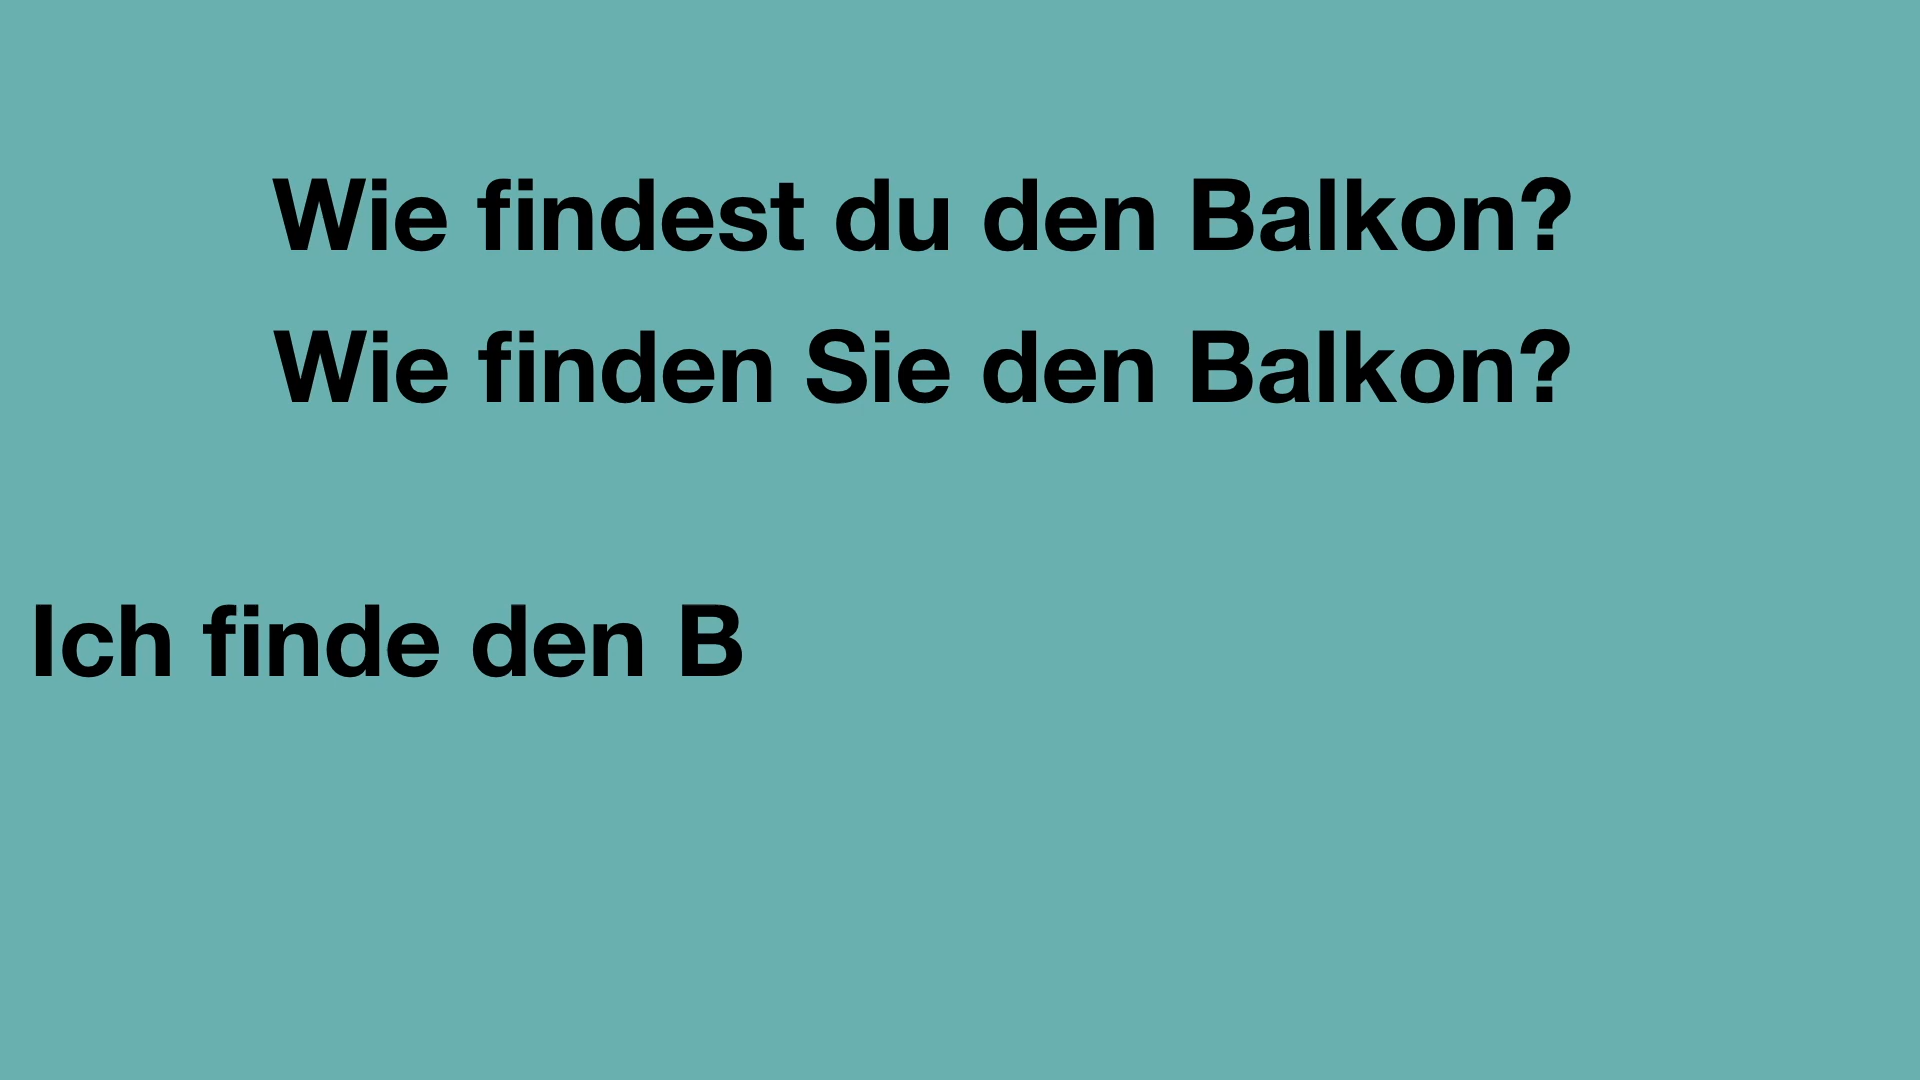 Wie findest du den Balkon?
Wie finden Sie den Balkon?
Ich finde den B